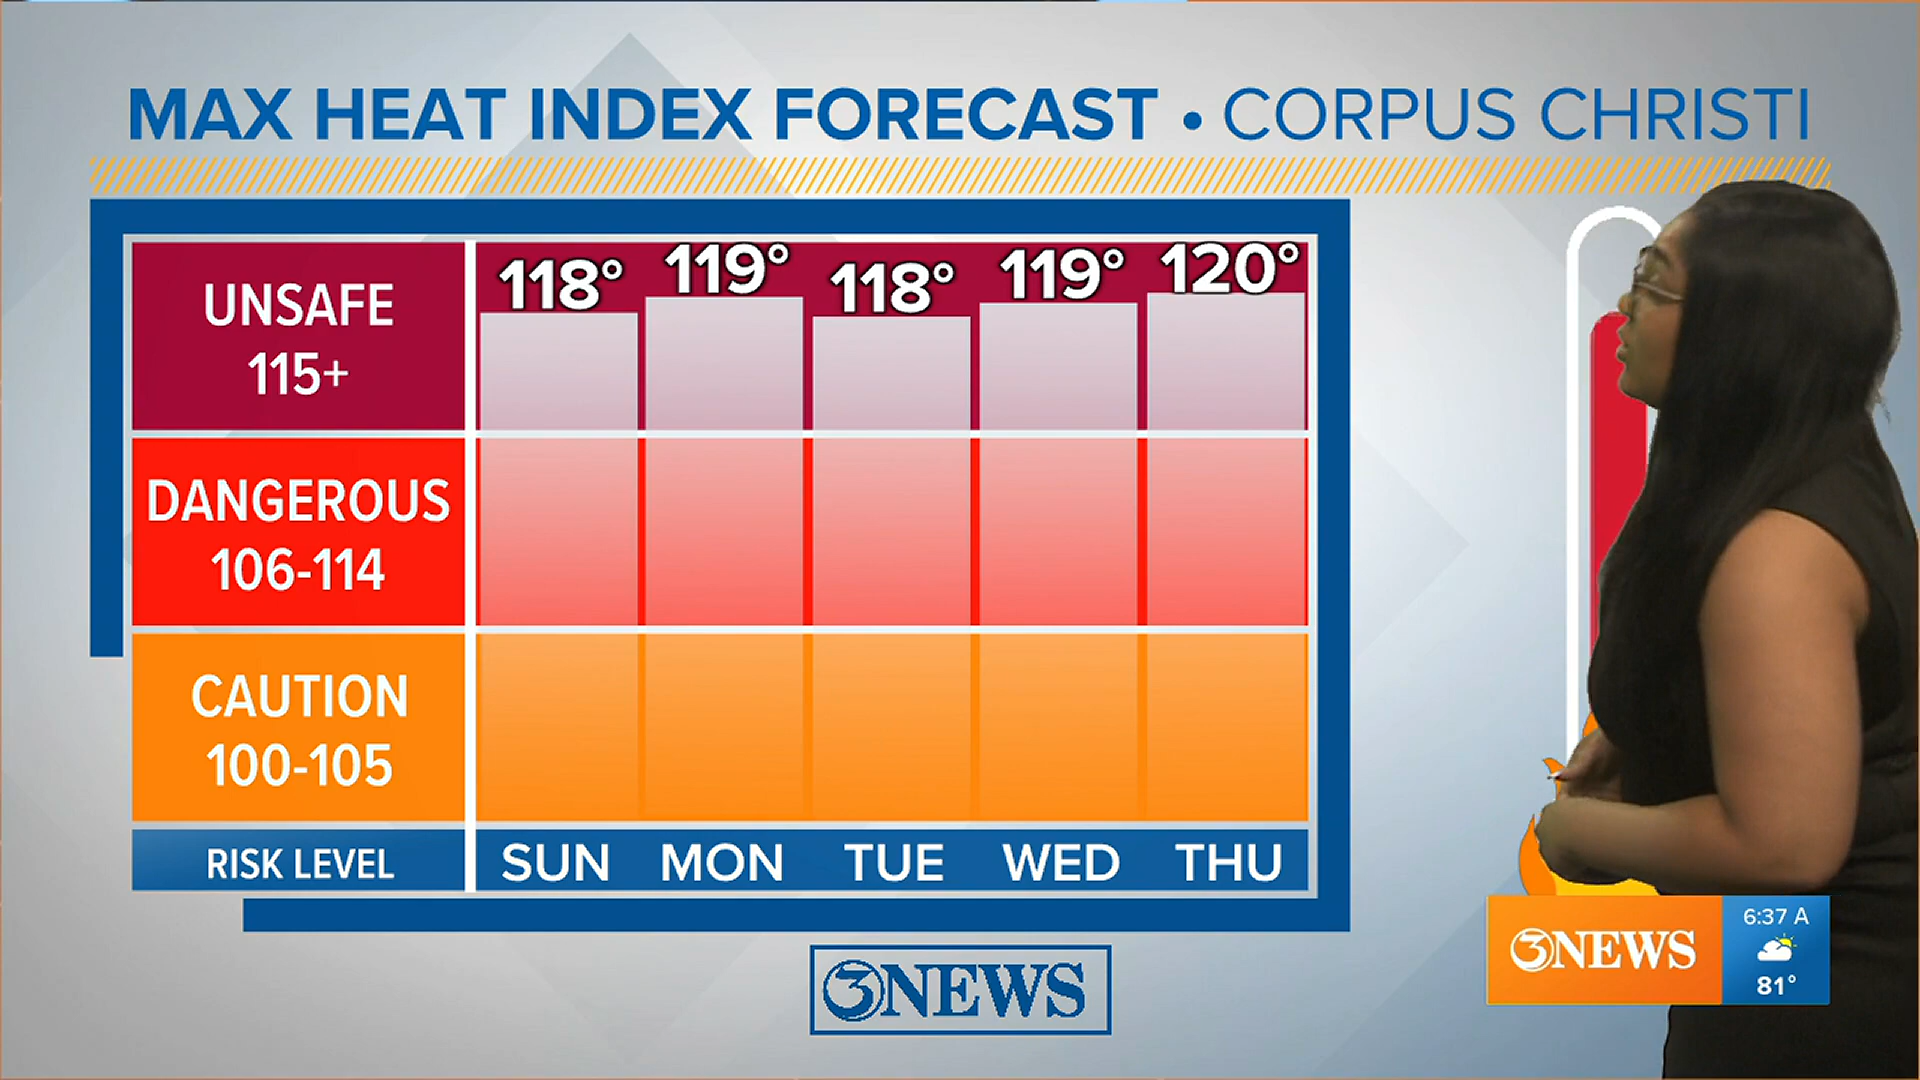 MAX HEAT INDEX FORECAST • CORPUS CHRISTI
118° 119° 118° 119° 120°
UNSAFE
115+
DANGEROUS
106-114
CAUTION
100-105
RISK LEVEL SUN MON TUE WED THU
3NEWS
3NEWS
6:37 A
81°